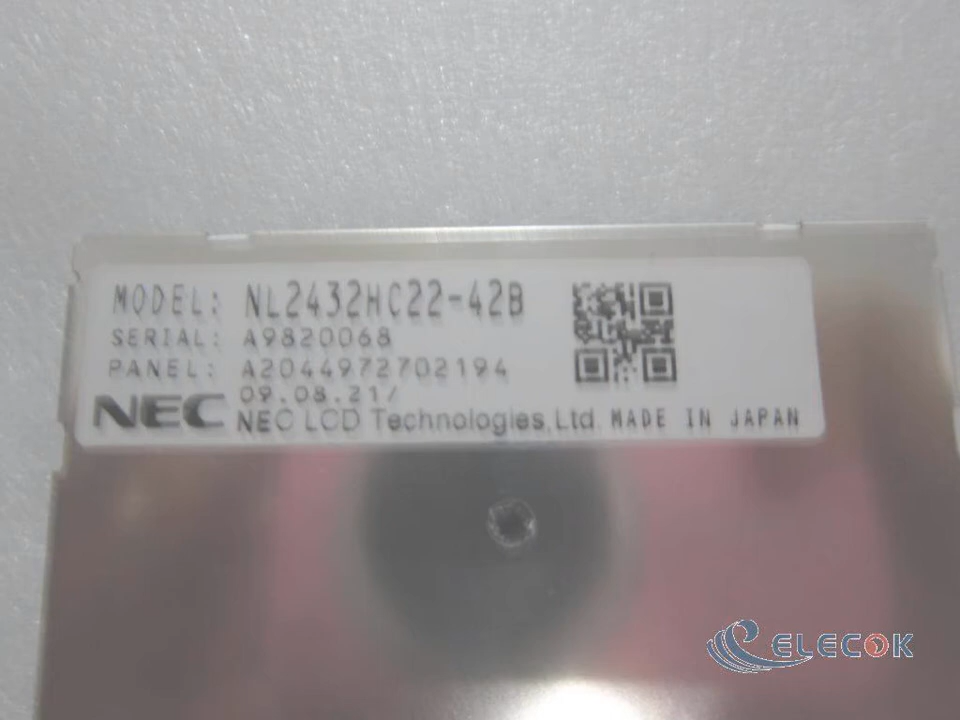 MODEL: NL2432HC22-42B
SERIAL: A9820068
PANEL: A2044972702194
09.08.21/
NEC NEC LCD Technologies,Ltd. MADE IN JAPAN
ELECOK